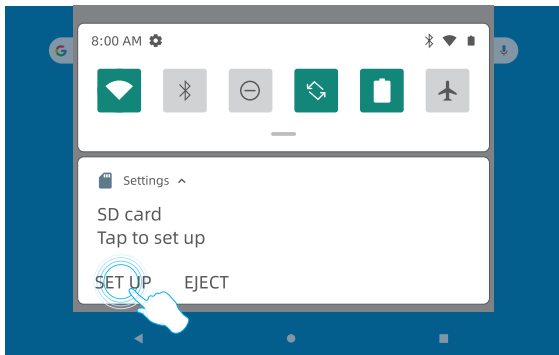 8:00 AM
G
Settings
SD card
Tap to set up
SET UP EJECT